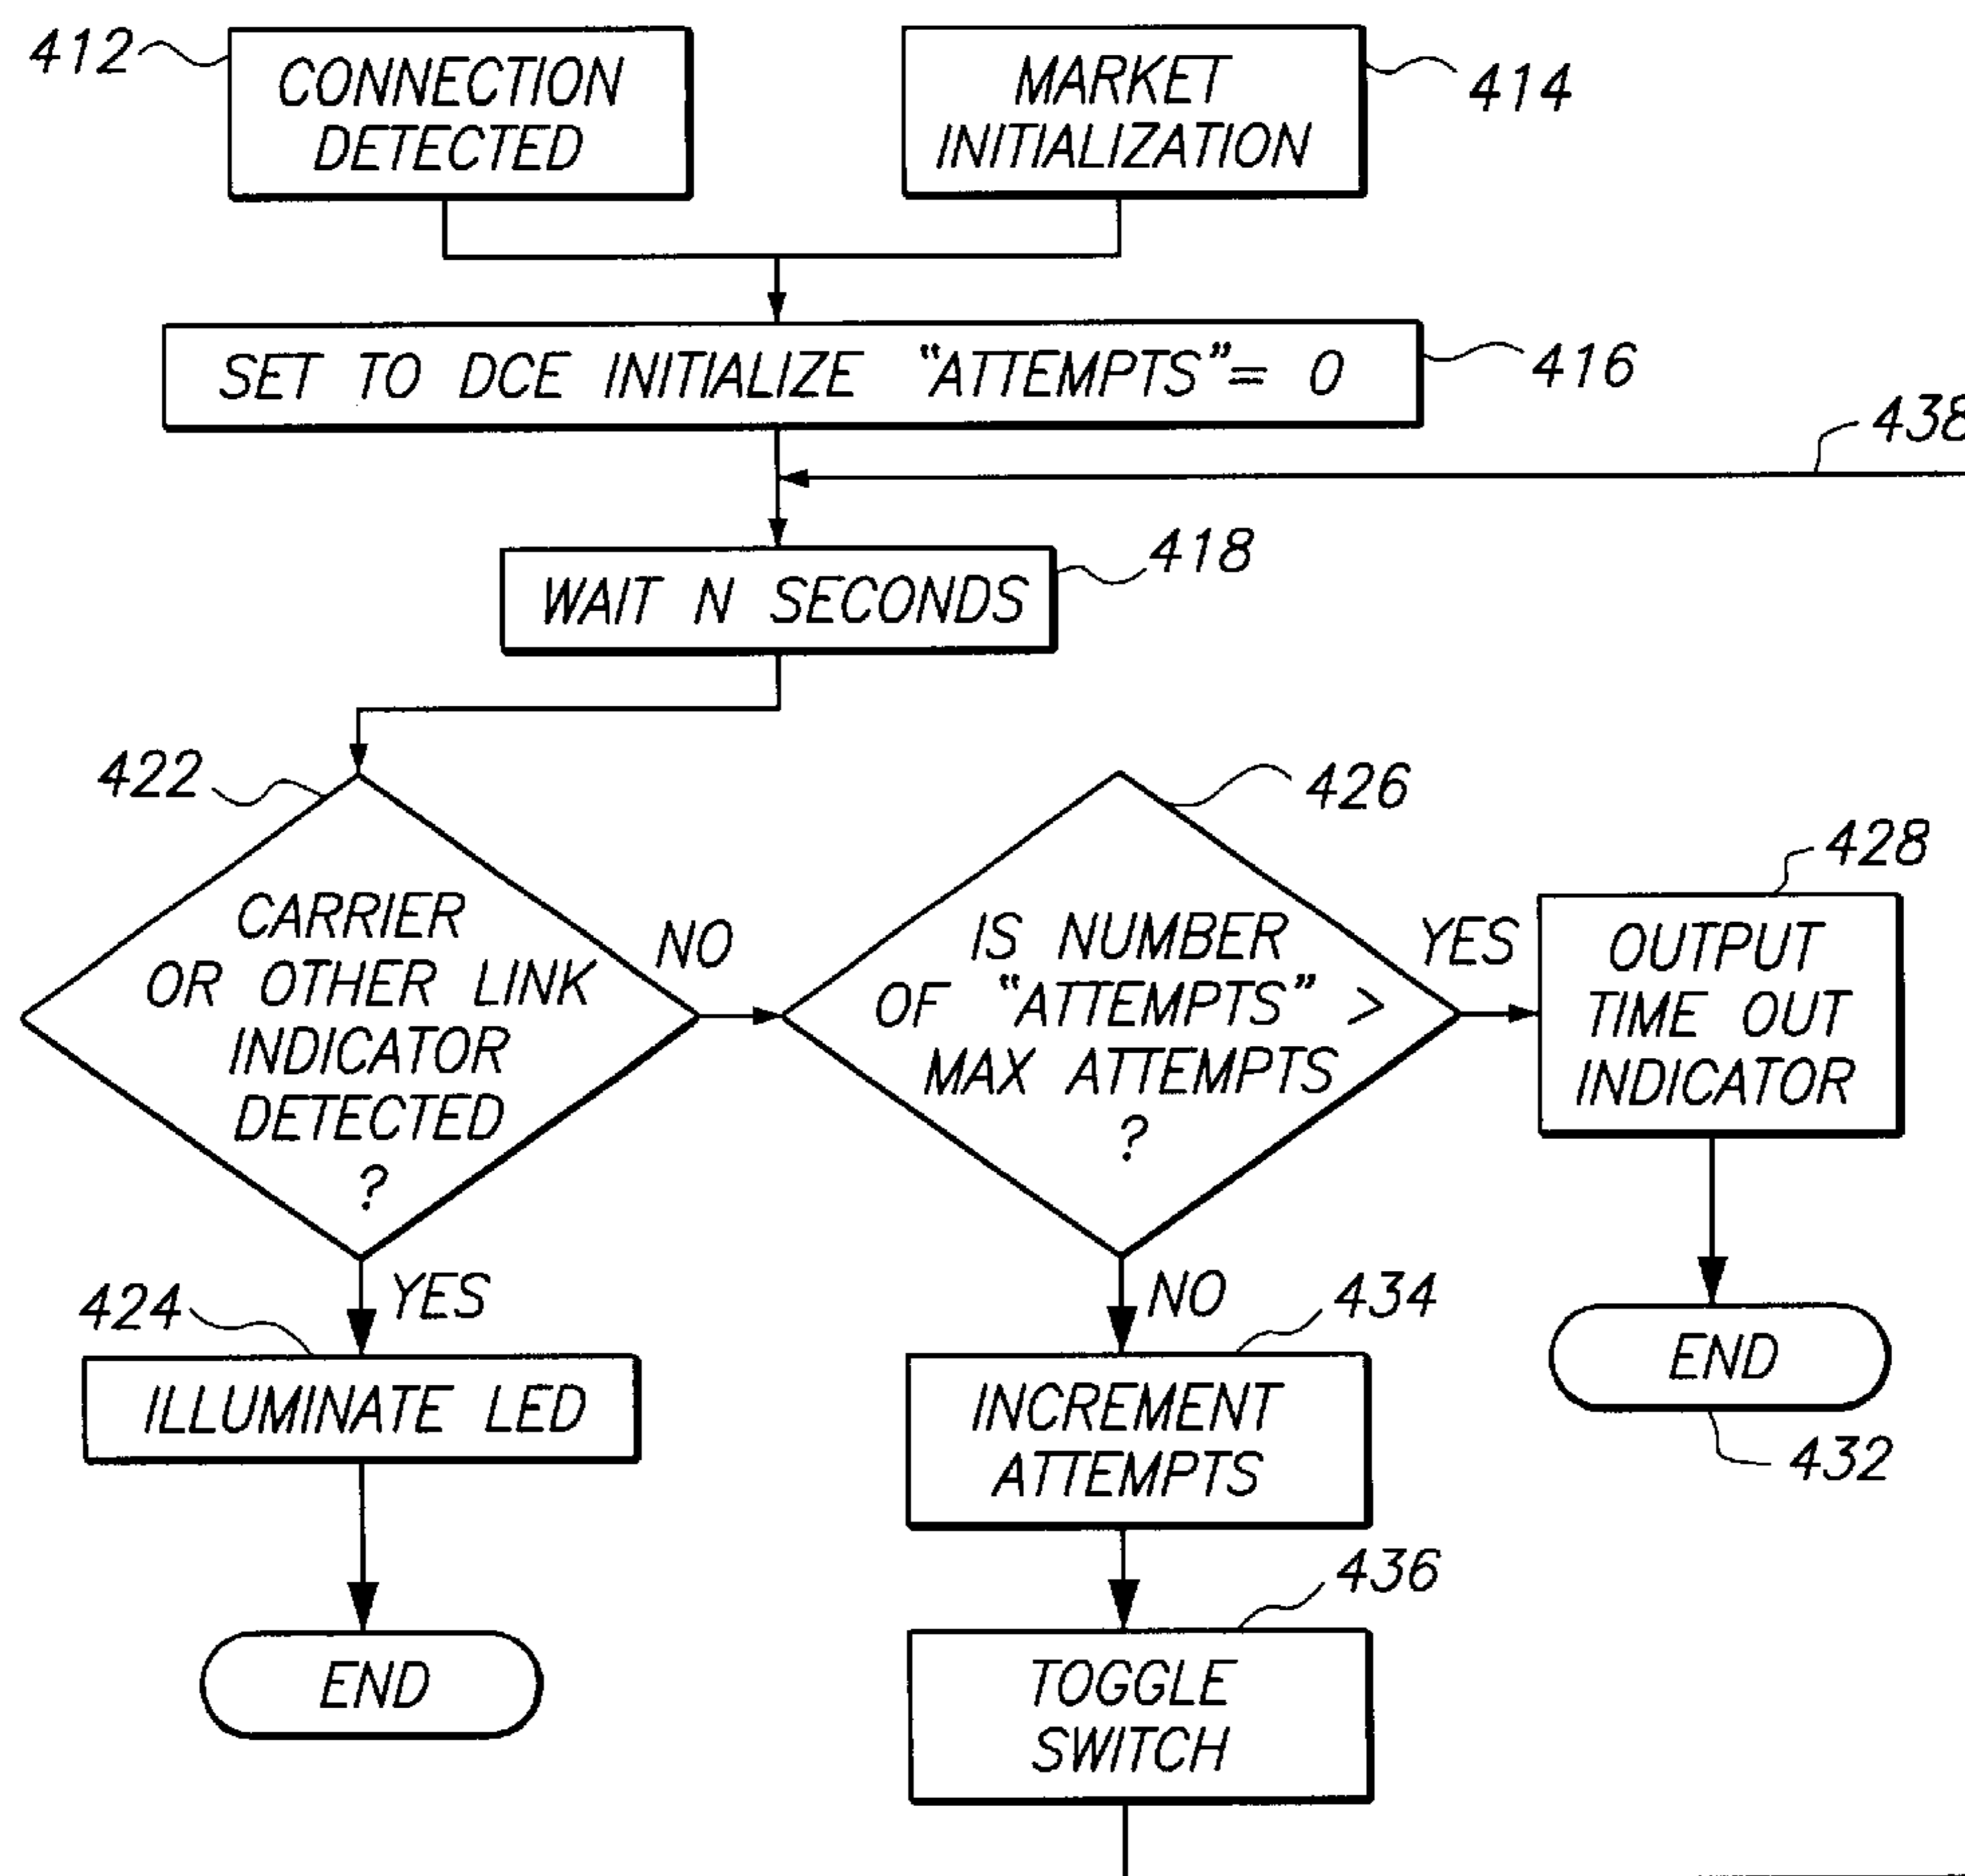 412
CONNECTION
DETECTED
MARKET
INITIALIZATION
414
SET TO DCE INITIALIZE "ATTEMPTS"= 0
416
438
WAIT N SECONDS
418
422
CARRIER
OR OTHER LINK
INDICATOR
DETECTED
?
NO
YES
426
IS NUMBER
OF "ATTEMPTS" >
MAX ATTEMPTS
?
YES
NO
428
OUTPUT
TIME OUT
INDICATOR
END
432
424
ILLUMINATE LED
END
434
INCREMENT
ATTEMPTS
436
TOGGLE
SWITCH